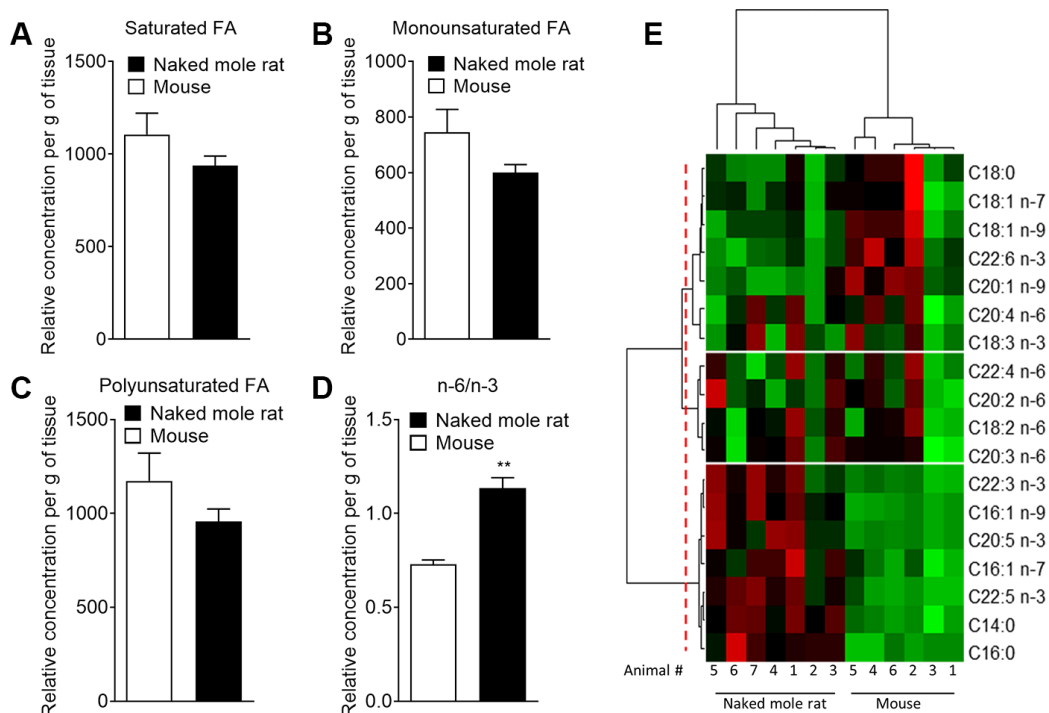 A
Saturated FA
Relative concentration per g of tissue
1500
1000
500
0
Naked mole rat
Mouse
B
Monounsaturated FA
Relative concentration per g of tissue
1000
800
600
400
200
0
Naked mole rat
Mouse
C
Polyunsaturated FA
Relative concentration per g of tissue
1500
1000
500
0
Naked mole rat
Mouse
D
n-6/n-3
Relative concentration per g of tissue
1.5
1.0
0.5
0.0
Naked mole rat
Mouse
**
E
C18:0
C18:1 n-7
C18:1 n-9
C22:6 n-3
C20:1 n-9
C20:4 n-6
C18:3 n-3
C22:4 n-6
C20:2 n-6
C18:2 n-6
C20:3 n-6
C22:3 n-3
C16:1 n-9
C20:5 n-3
C16:1 n-7
C22:5 n-3
C14:0
C16:0
Animal # 5 6 7 4 1 2 3 5 4 6 2 3 1
Naked mole rat Mouse